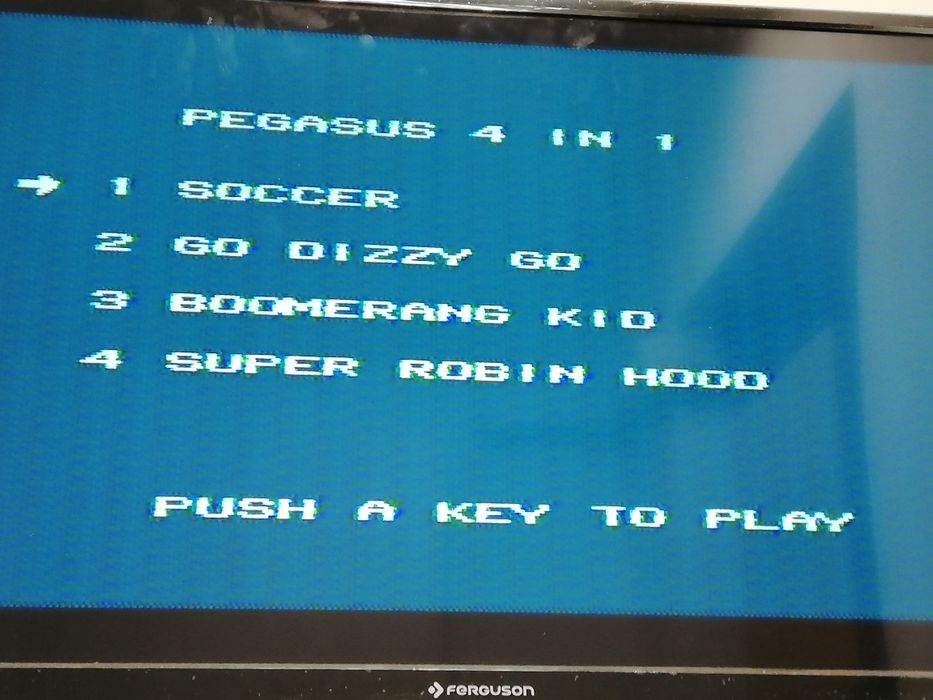 PEGASUS 4 IN 1
→ 1 SOCCER
2 GO DIZZY GO
3 BOOMERANG KID
4 SUPER ROBIN HOOD
PUSH A KEY TO PLAY
FERGUSON